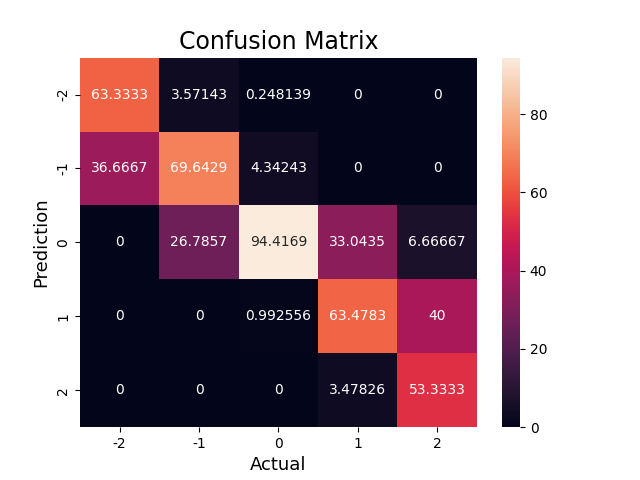 Confusion Matrix
-2 63.3333 3.57143 0.248139 0 0
-1 36.6667 69.6429 4.34243 0 0
0 0 26.7857 94.4169 33.0435 6.66667
1 0 0 0.992556 63.4783 40
2 0 0 0 3.47826 53.3333
-2 -1 0 1 2
Prediction
Actual
80
60
40
20
0